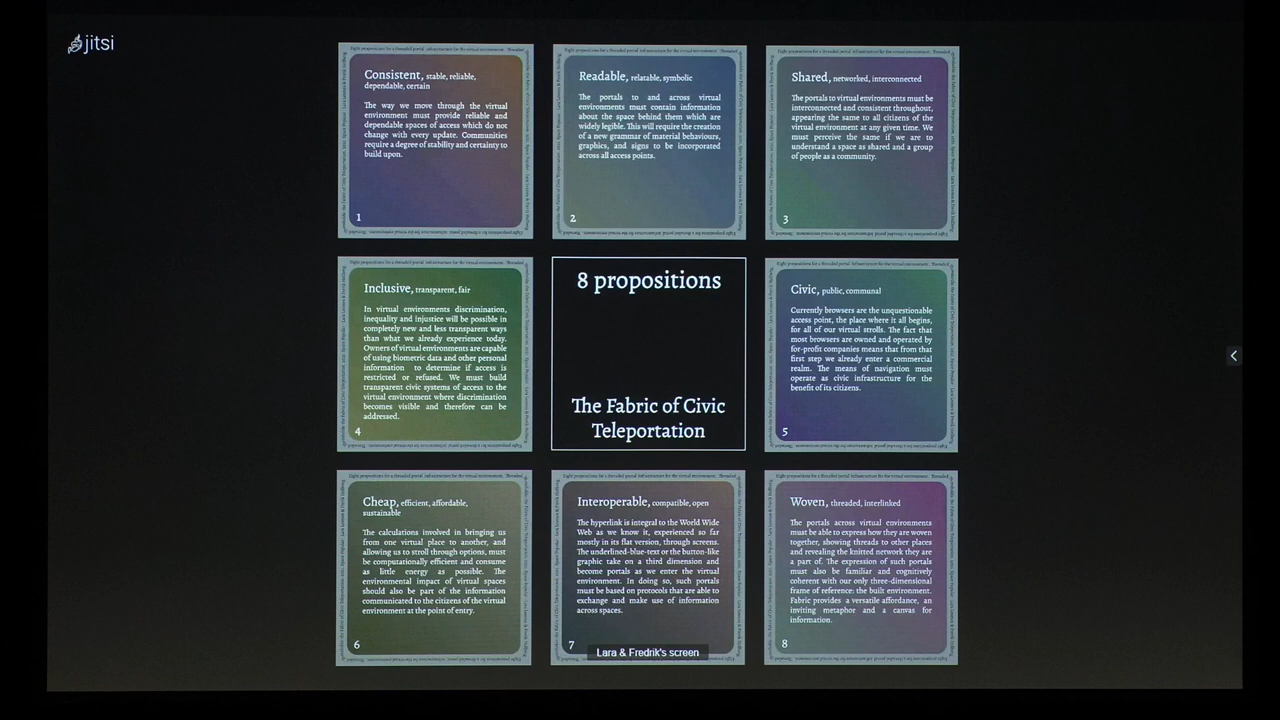 jitsi
Consistent, stable, reliable,
dependable, certain
The way we move through the virtual
environment must provide reliable and
dependable spaces of access which do not
change with every update. Communities
require a degree of stability and certainty to
build upon.
1
Readable, relatable, symbolic
The portals to and across virtual
environments must contain information
about the space behind them which are
widely legible. This will require the creation
of a new grammar of material behaviours,
graphics, and signs to be incorporated
across all access points.
2
Shared, networked, interconnected
The portals to virtual environments must be
interconnected and consistent throughout,
appearing the same to all citizens of the
virtual environment at any given time. We
must perceive the same if we are to
understand a space as shared and a group
of people as a community.
3
Inclusive, transparent, fair
In virtual environments discrimination,
inequality and injustice will be possible in
completely new and less transparent ways
than what we already experience today.
Owners of virtual environments are capable
of using biometric data and other personal
information to determine if access is
restricted or refused. We must build
transparent civic systems of access to the
virtual environment where discrimination
becomes visible and therefore can be
addressed.
4
8 propositions
The Fabric of Civic
Teleportation
Civic, public, communal
Currently browsers are the unquestionable
access point, the place where it all begins,
for all of our virtual strolls. The fact that
most browsers are owned and operated by
for-profit companies means that from that
first step we already enter a commercial
realm. The means of navigation must
operate as civic infrastructure for the
benefit of its citizens.
5
Cheap, efficient, affordable,
sustainable
The calculations involved in bringing us
from one virtual place to another, and
allowing us to stroll through options, must
be computationally efficient and consume
as little energy as possible. The
environmental impact of virtual spaces
should also be part of the information
communicated to the citizens of the virtual
environment at the point of entry.
6
Interoperable, compatible, open
The hyperlink is integral to the World Wide
Web as we know it, experienced so far
mostly in its flat version, through screens.
The underlined-blue-text or the button-like
graphic take on a third dimension and
become portals as we enter the virtual
environment. In doing so, such portals
must be based on protocols that are able to
exchange and make use of information
across spaces.
7
Lara & Fredrik's screen
Woven, threaded, interlinked
The portals across virtual environments
must be able to express how they are woven
together, showing threads to other places
and revealing the knitted network they are
a part of. The expression of such portals
must also be familiar and cognitively
coherent with our only three-dimensional
frame of reference: the built environment.
Fabric provides a versatile affordance, an
inviting metaphor and a canvas for
information.
8